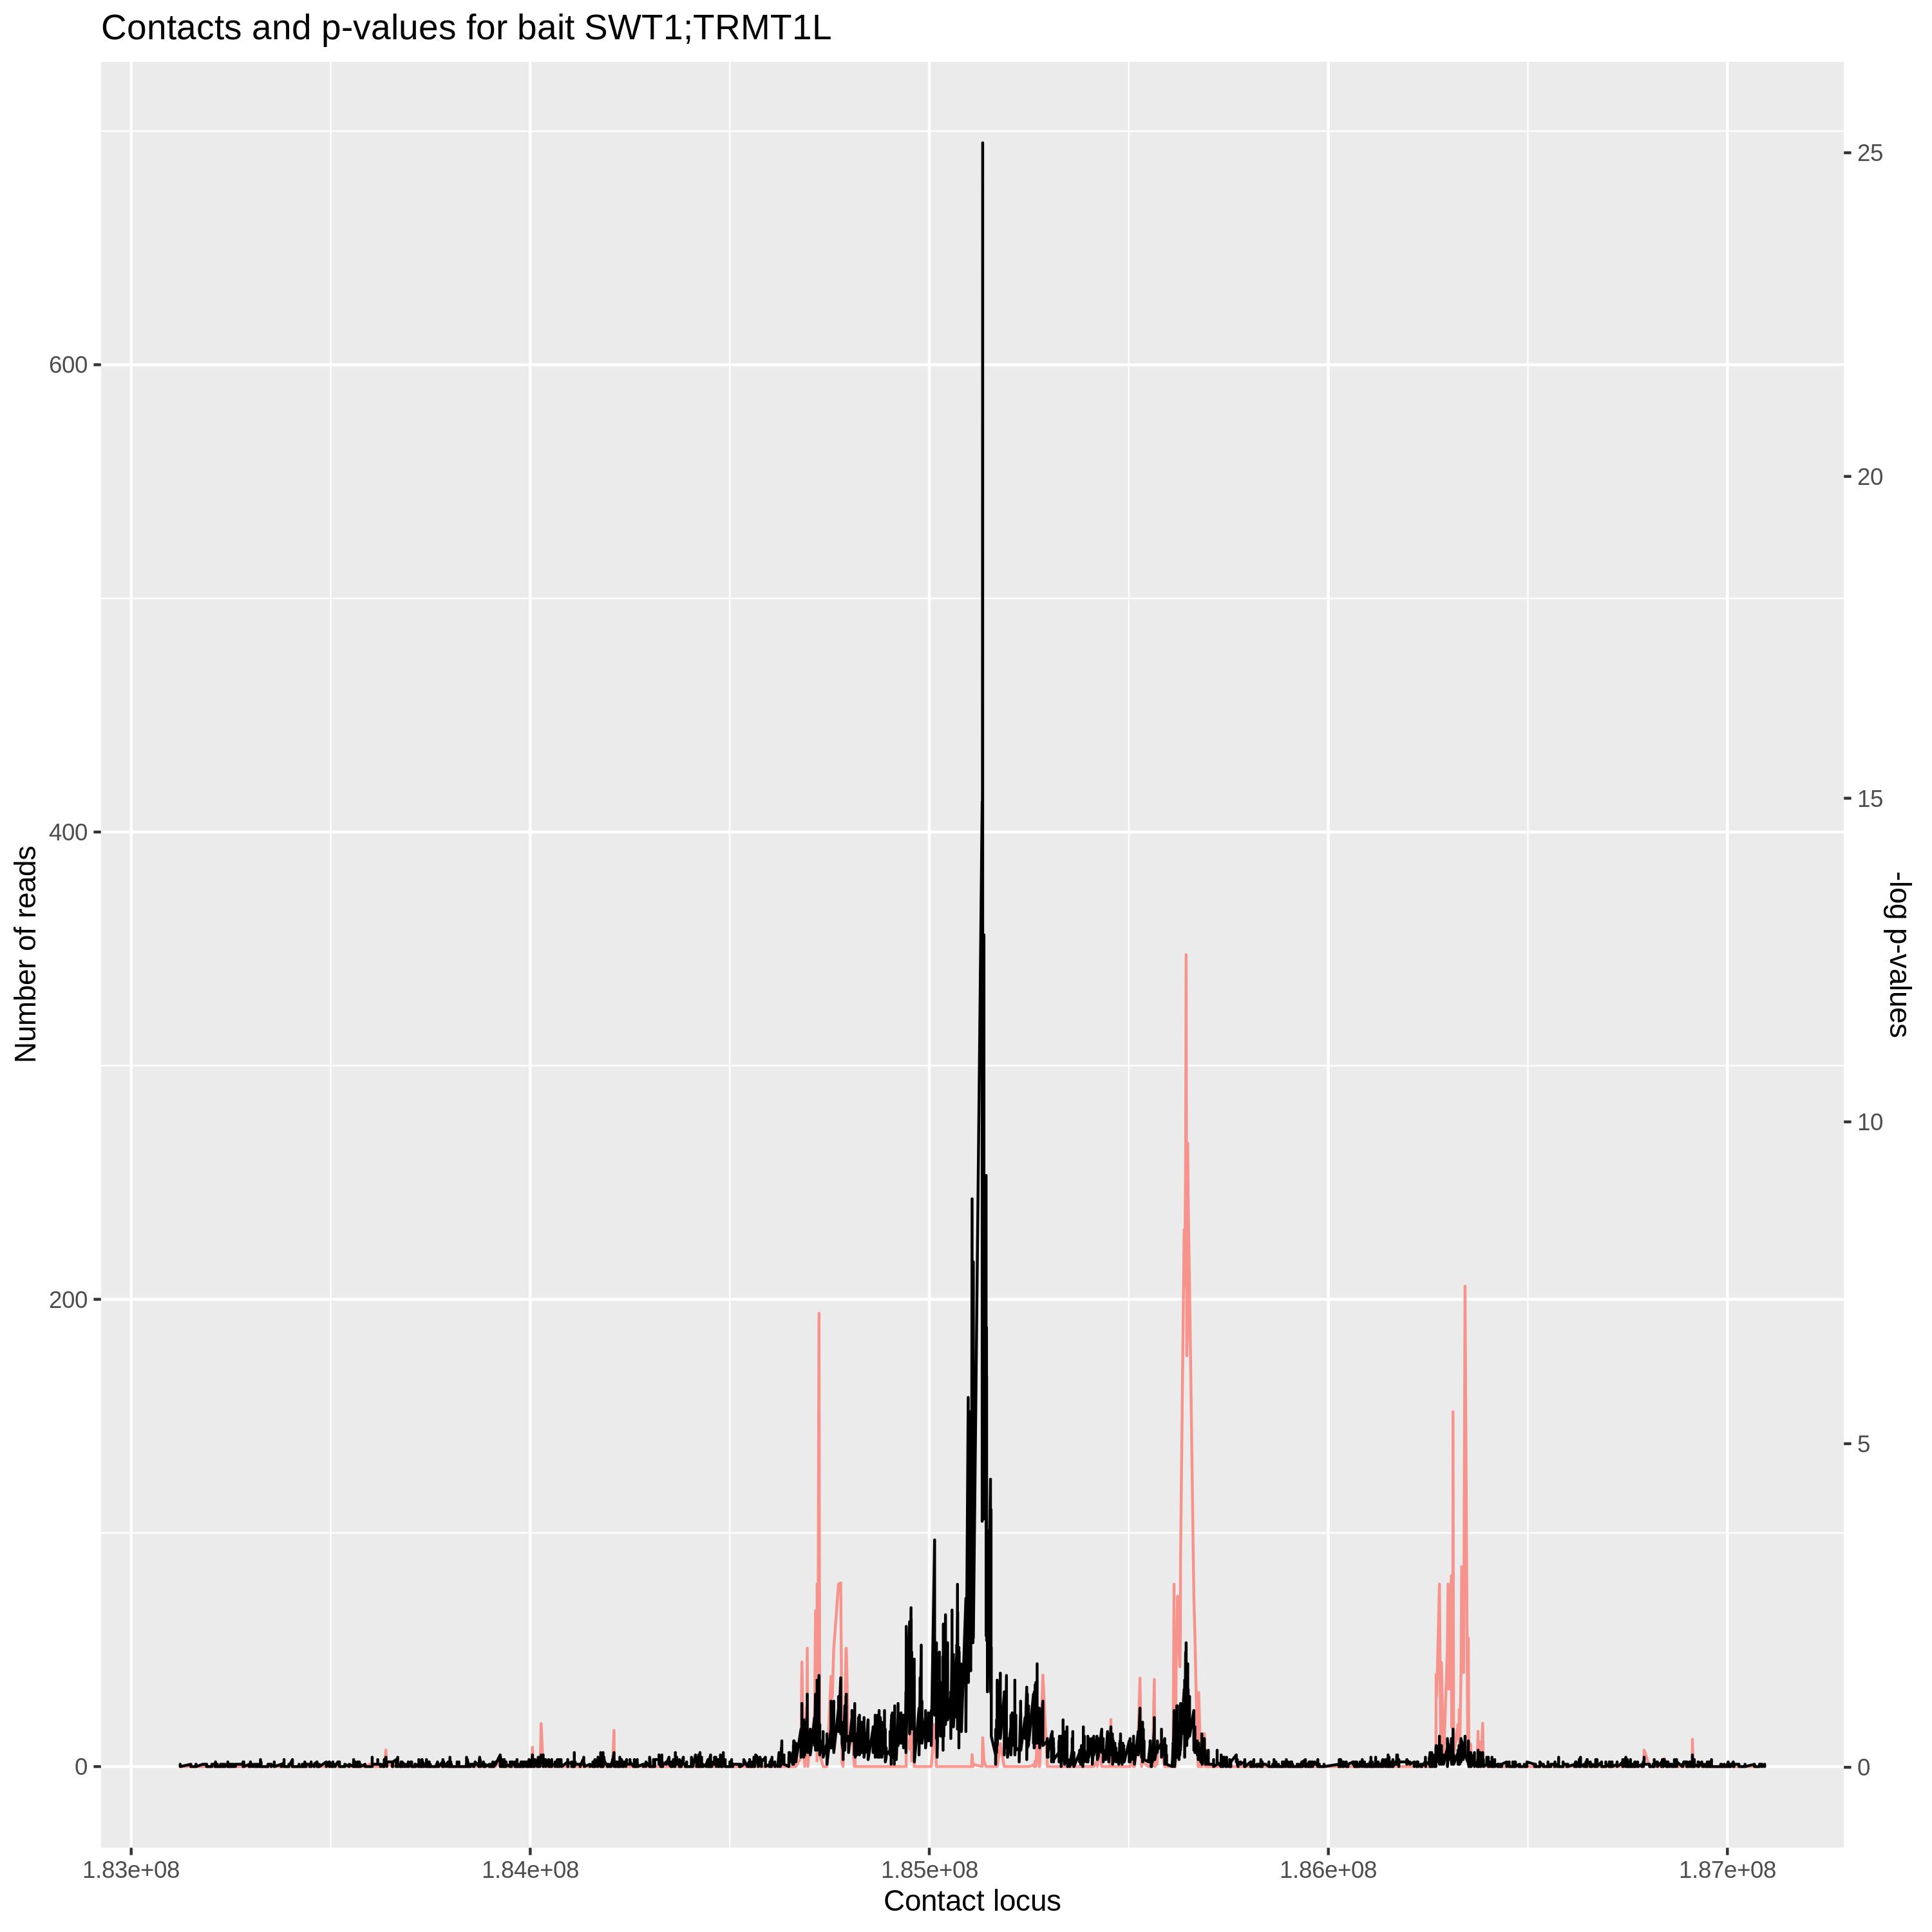 Contacts and p-values for bait SWT1;TRMT1L
600
400
200
0
Number of reads
25
20
15
10
5
0
-log p-values
1.83e+08 1.84e+08 1.85e+08 1.86e+08 1.87e+08
Contact locus